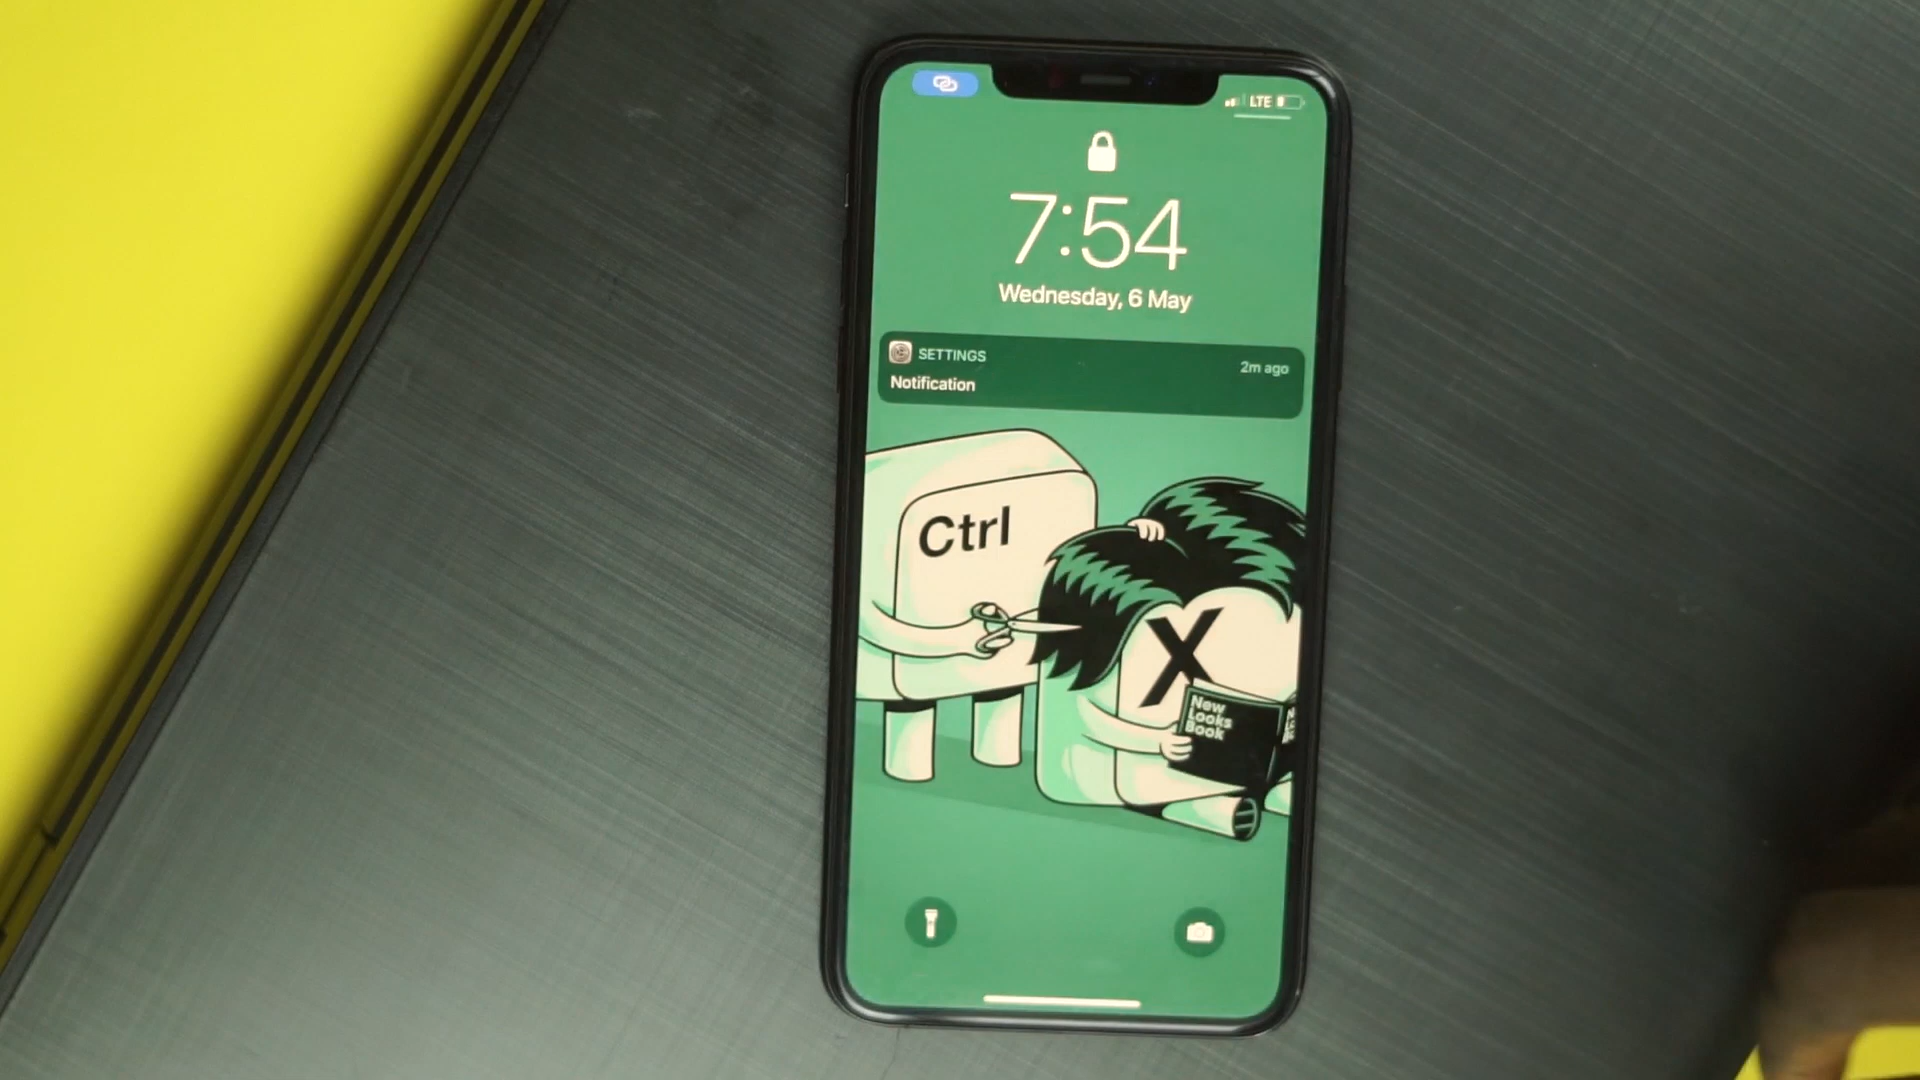 LTE
7:54
Wednesday, 6 May
SETTINGS
2m ago
Notification
Ctrl
X
New
Looks
Book